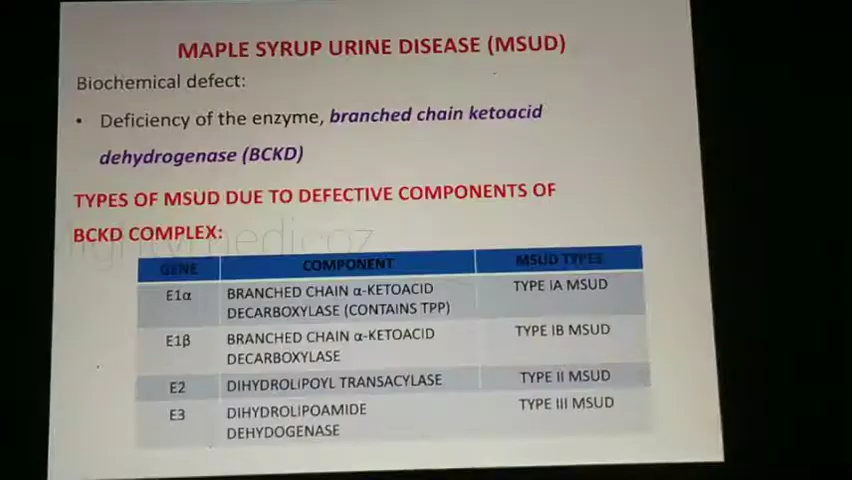 MAPLE SYRUP URINE DISEASE (MSUD)
Biochemical defect:
• Deficiency of the enzyme, branched chain ketoacid
dehydrogenase (BCKD)
TYPES OF MSUD DUE TO DEFECTIVE COMPONENTS OF
BCKD COMPLEX:
medicoz
GENE COMPONENT MSUD TYPES
E1α BRANCHED CHAIN α-KETOACID TYPE IA MSUD
DECARBOXYLASE (CONTAINS TPP)
E1β BRANCHED CHAIN α-KETOACID TYPE IB MSUD
DECARBOXYLASE
E2 DIHYDROLIPOYL TRANSACYLASE TYPE II MSUD
E3 DIHYDROLIPOAMIDE TYPE III MSUD
DEHYDOGENASE